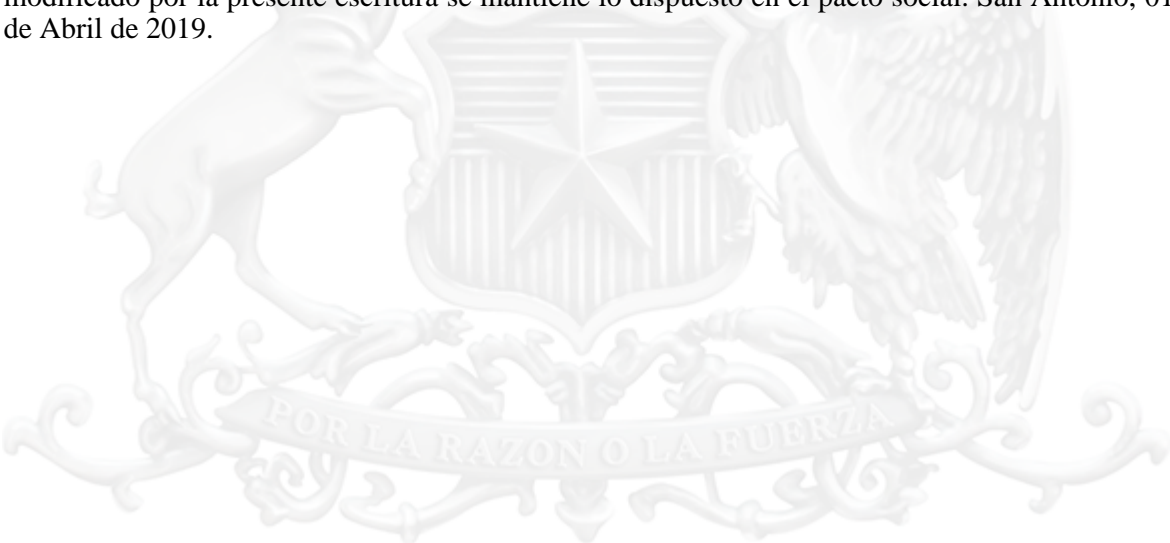 modificado por la presente escritura se mantiene lo dispuesto en el pacto social. San Antonio, 01
de Abril de 2019.
POR LA RAZON O LA FUERZA